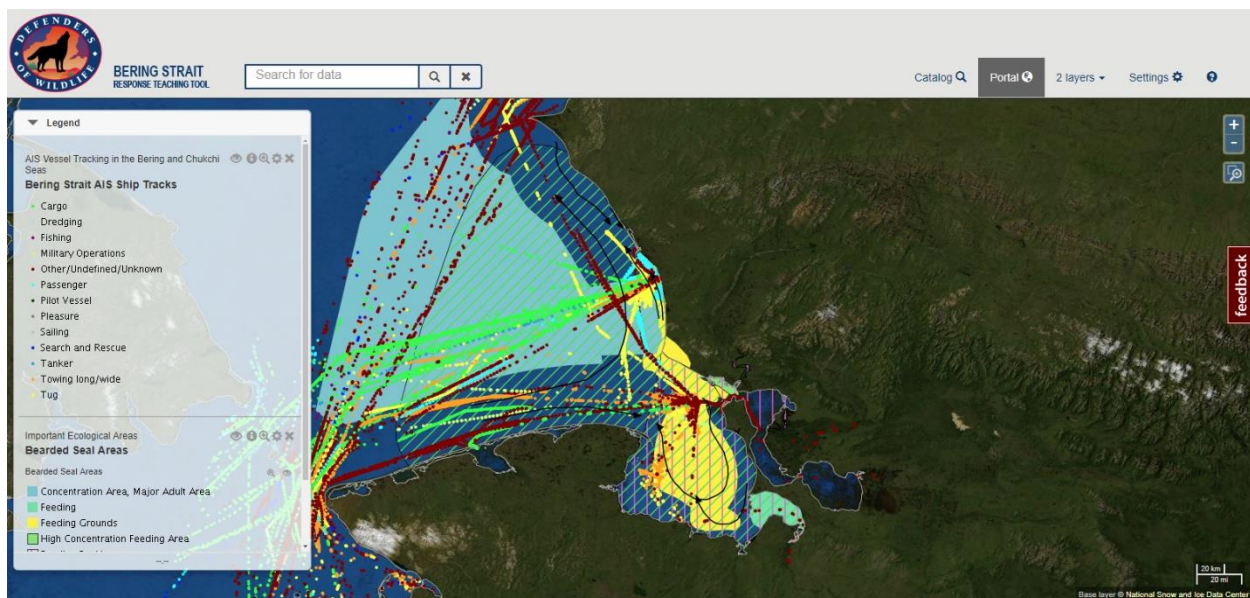 DEFENDERS
OF WILDLIFE
BERING STRAIT
RESPONSE TEACHING TOOL
Search for data
Catalog
Portal
2 layers
Settings
Legend
AIS Vessel Tracking in the Bering and Chukchi
Seas
Bering Strait AIS Ship Tracks
Cargo
Dredging
Fishing
Military Operations
Other/Undefined/Unknown
Passenger
Pilot Vessel
Pleasure
Sailing
Search and Rescue
Tanker
Towing long/wide
Tug
Important Ecological Areas
Bearded Seal Areas
Bearded Seal Areas
Concentration Area, Major Adult Area
Feeding
Feeding Grounds
High Concentration Feeding Area
feedback
20 km
20 mi
Base layer © National Snow and Ice Data Center